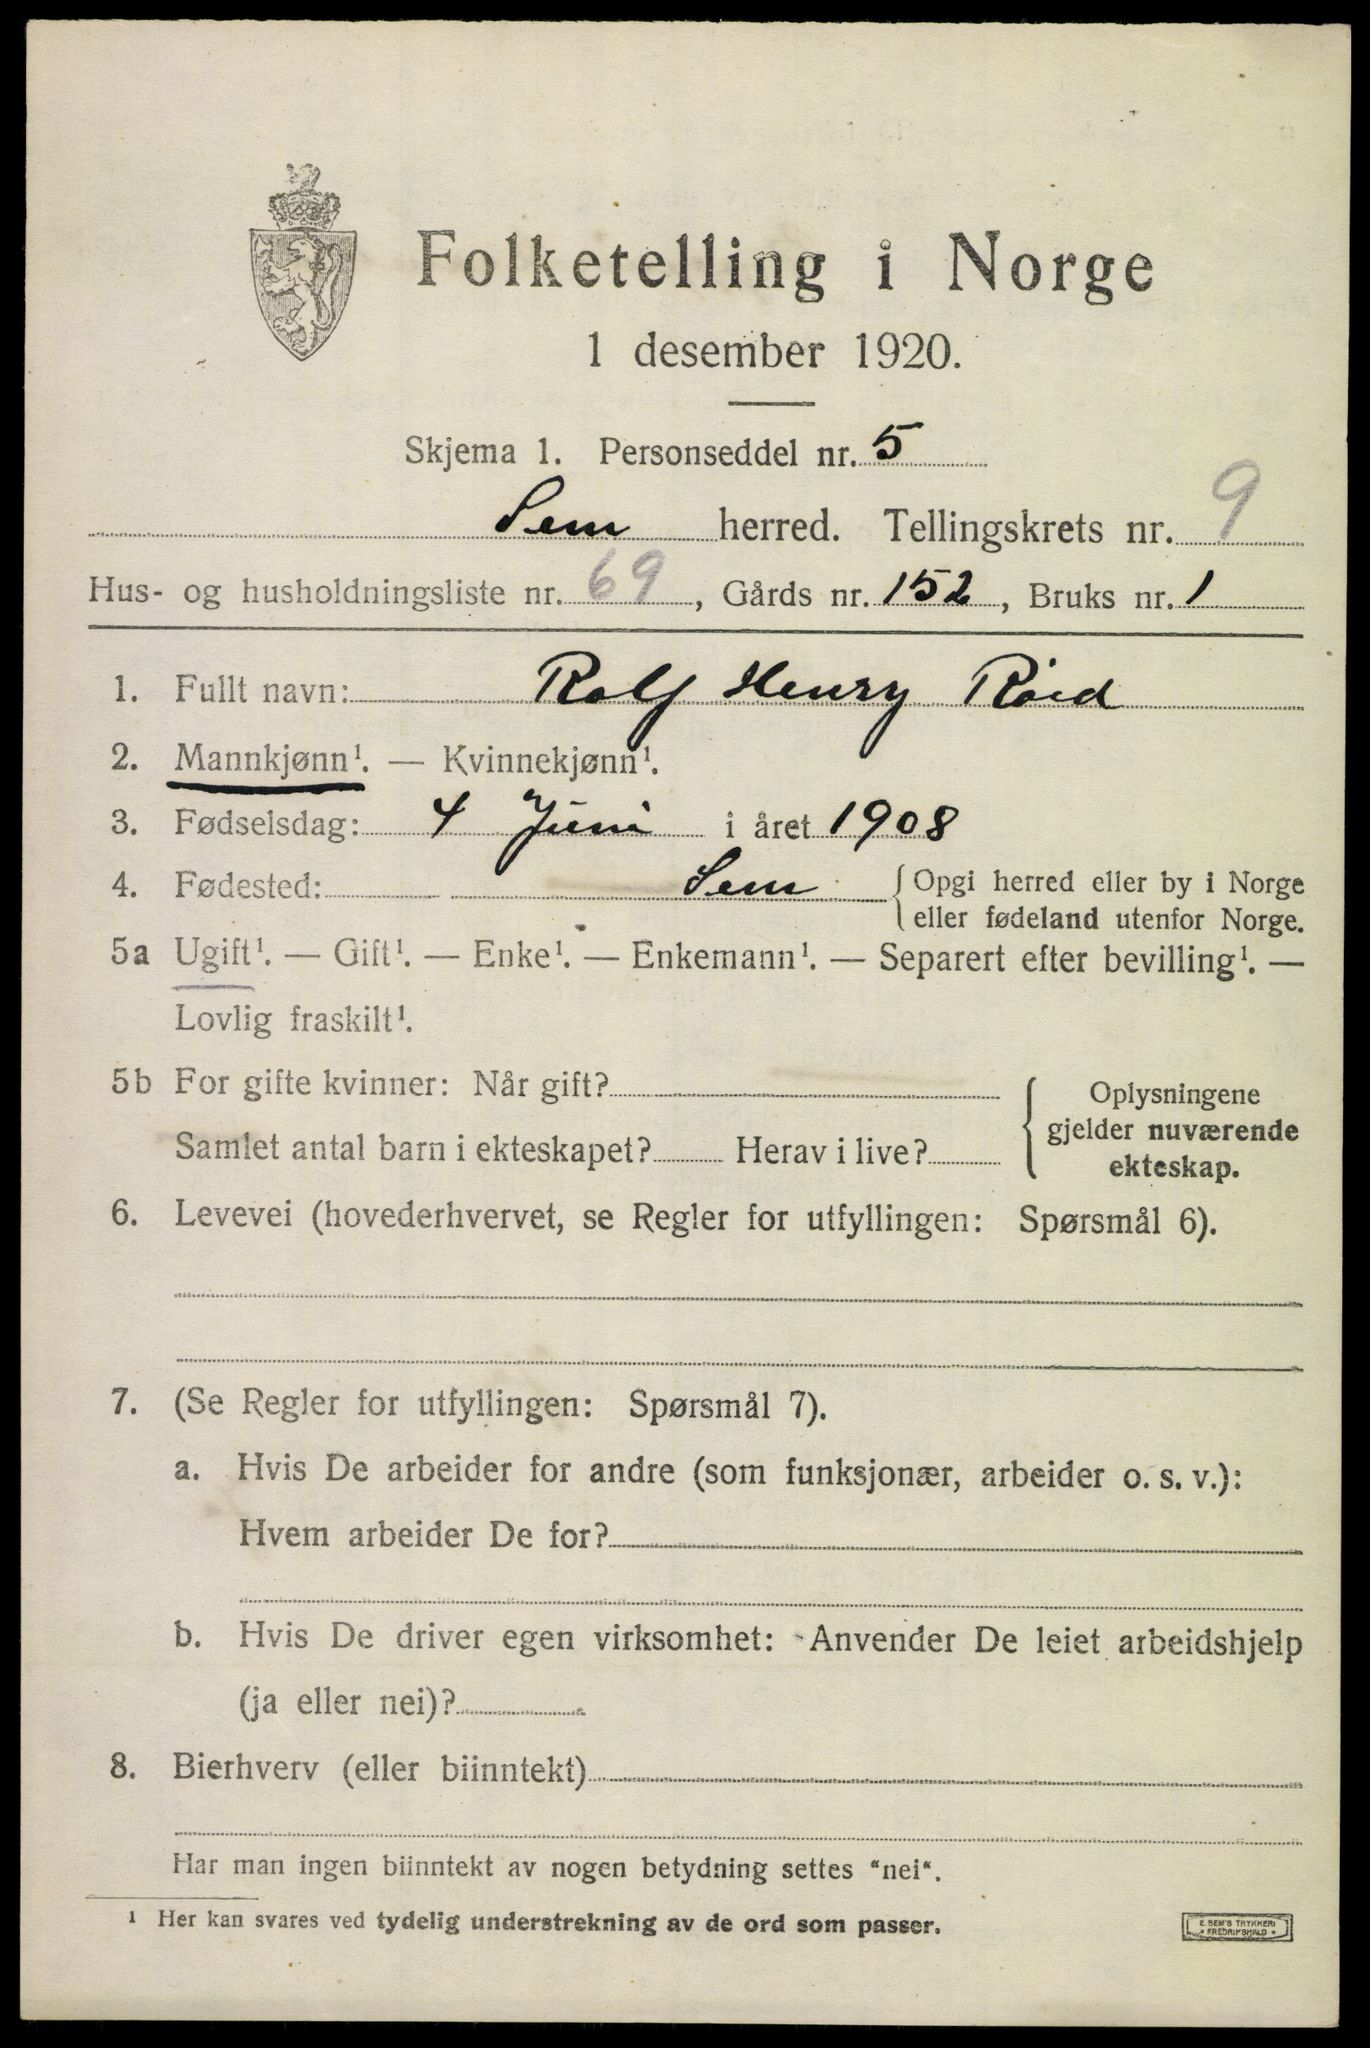 Folketelling i Norge
1 desember 1920.
Skjema 1. Personseddel nr. 5
Sem herred. Tellingskrets nr. 9
Hus- og husholdningsliste nr. 69, Gårds nr. 152, Bruks nr. 1
1. Fullt navn: Rolf Henry Röed
2. Mannkjønn¹. — Kvinnekjønn¹.
3. Fødselsdag: 4 Juni i året 1908
4. Fødested: Sem { Opgi herred eller by i Norge
eller fødeland utenfor Norge.
5a Ugift¹. — Gift¹. — Enke¹. — Enkemann¹. — Separert efter bevilling¹. —
Lovlig fraskilt¹.
5b For gifte kvinner: Når gift?
Samlet antal barn i ekteskapet? Herav i live?
{ Oplysningene
gjelder nuværende
ekteskap.
6. Levevei (hovederhvervet, se Regler for utfyllingen: Spørsmål 6).
7. (Se Regler for utfyllingen: Spørsmål 7).
a. Hvis De arbeider for andre (som funksjonær, arbeider o. s. v.):
Hvem arbeider De for?
b. Hvis De driver egen virksomhet: Anvender De leiet arbeidshjelp
(ja eller nei)?
8. Bierhverv (eller biinntekt)
Har man ingen biinntekt av nogen betydning settes "nei".
¹ Her kan svares ved tydelig understrekning av de ord som passer.
E. SEM'S TRYKKERI
FREDRIKSHALD